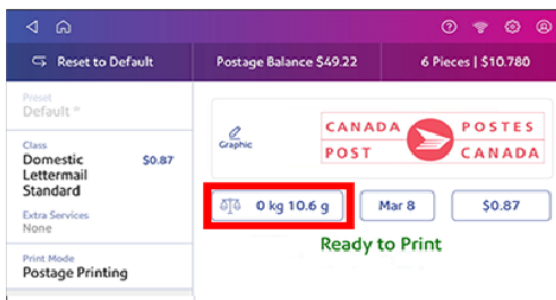 Reset to Default
Postage Balance $49.22
6 Pieces | $10.780
Preset
Default *
Class
Domestic Lettermail Standard
$0.87
Extra Services
None
Print Mode
Postage Printing
Graphic
CANADA POST
POSTES CANADA
0 kg 10.6 g
Mar 8
$0.87
Ready to Print